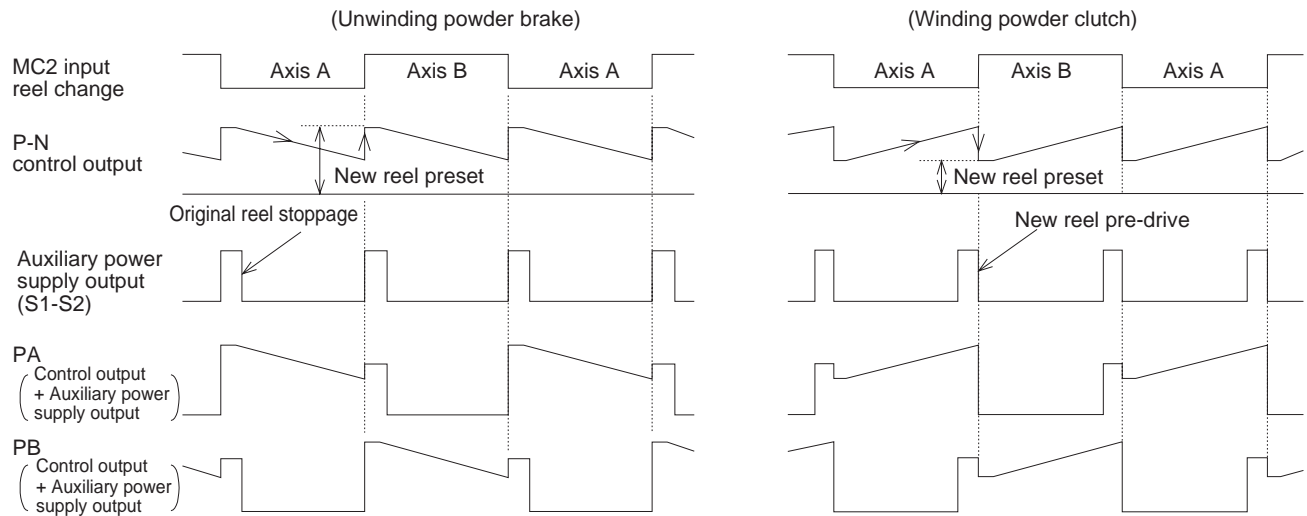 (Unwinding powder brake)
(Winding powder clutch)
MC2 input
reel change
Axis A
Axis B
Axis A
Axis A
Axis B
Axis A
P-N
control output
New reel preset
New reel preset
Original reel stoppage
New reel pre-drive
Auxiliary power
supply output
(S1-S2)
PA
Control output
+ Auxiliary power
supply output
PB
Control output
+ Auxiliary power
supply output